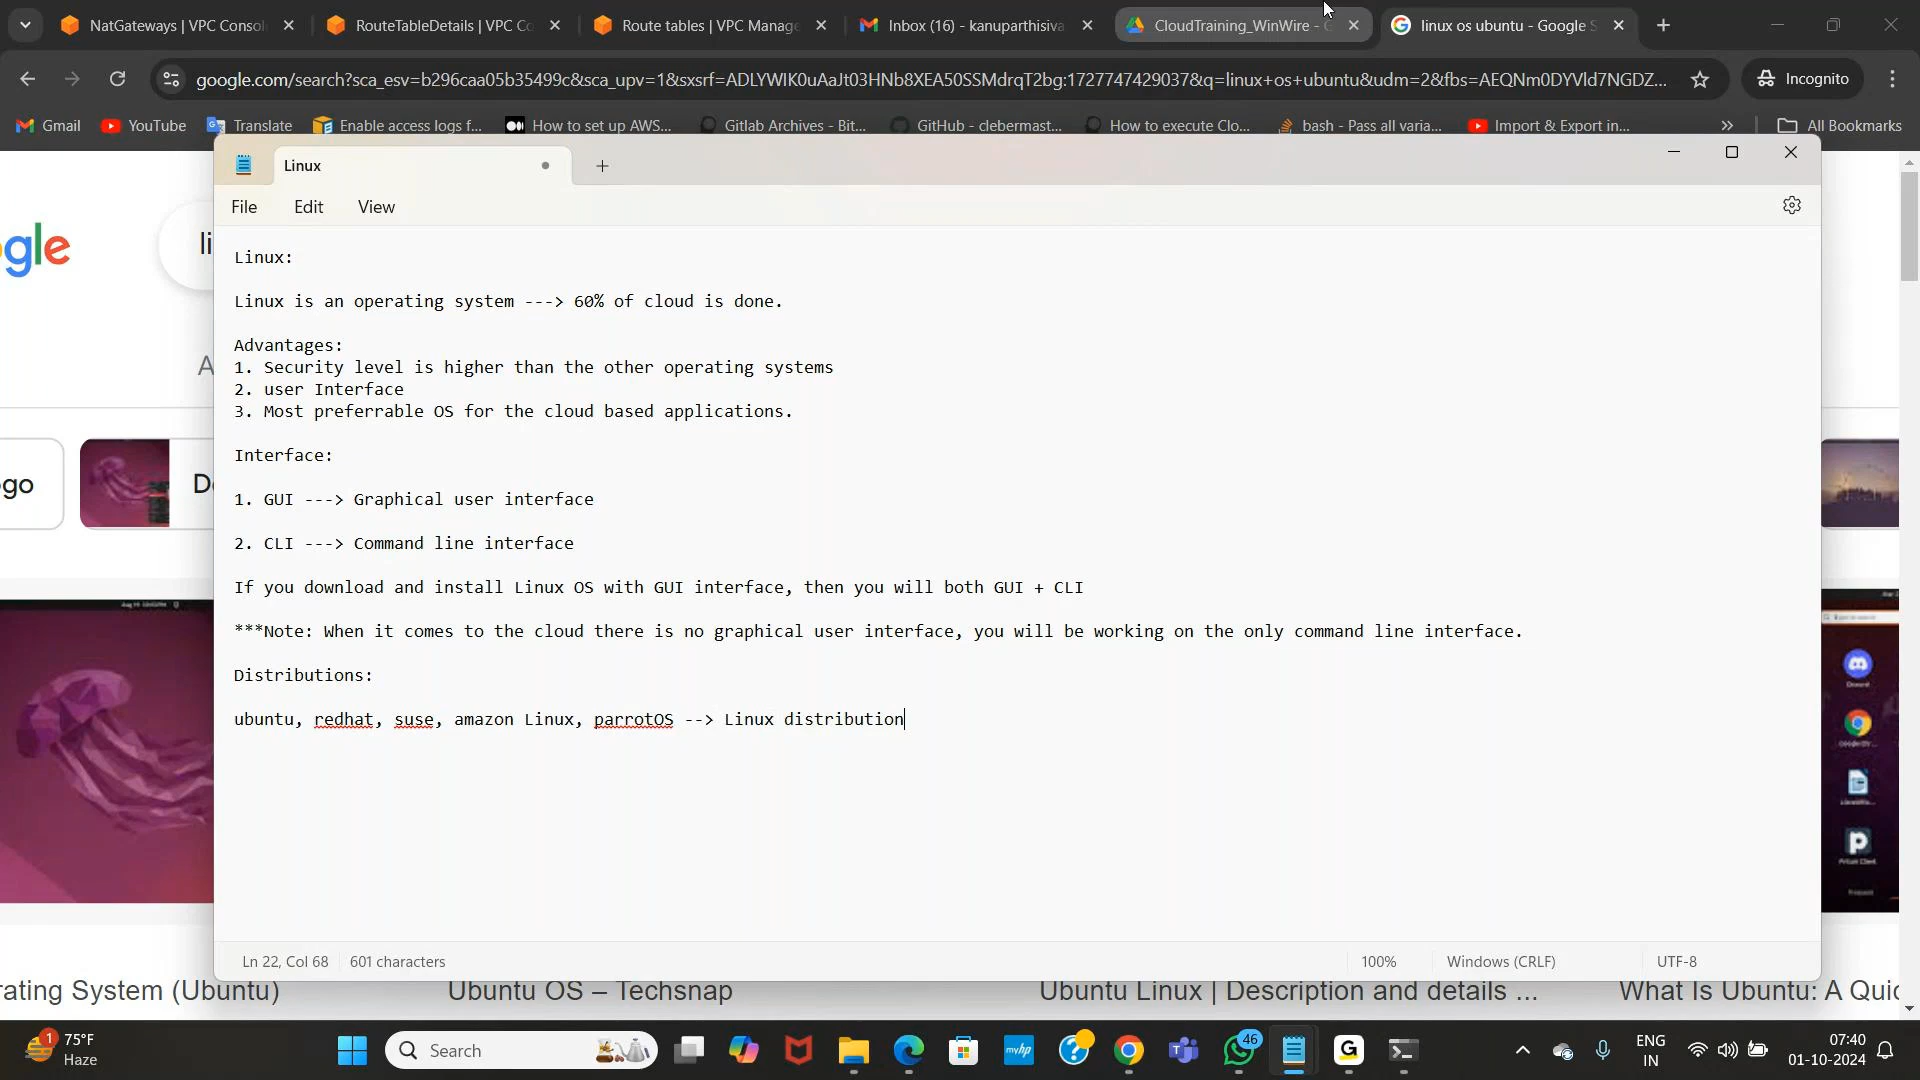 NatGateways | VPC Consol
RouteTableDetails | VPC Co
Route tables | VPC Manage
Inbox (16) - kanuparthisiva
CloudTraining_WinWire - G
linux os ubuntu - Google S
google.com/search?sca_esv=b296caa05b35499c&sca_upv=1&sxsrf=ADLYWIK0uAaJt03HNb8XEA50SSMdrqT2bg:1727747429037&q=linux+os+ubuntu&udm=2&fbs=AEQNm0DYVld7NGDZ...
Incognito
Gmail
YouTube
Translate
Enable access logs f...
How to set up AWS...
Gitlab Archives - Bit...
GitHub - clebermast...
How to execute Clo...
bash - Pass all varia...
Import & Export in...
All Bookmarks
Linux
File
Edit
View
gle
li
A
go
D
Linux:
Linux is an operating system ---> 60% of cloud is done.
Advantages:
1. Security level is higher than the other operating systems
2. user Interface
3. Most preferrable OS for the cloud based applications.
Interface:
1. GUI ---> Graphical user interface
2. CLI ---> Command line interface
If you download and install Linux OS with GUI interface, then you will both GUI + CLI
***Note: When it comes to the cloud there is no graphical user interface, you will be working on the only command line interface.
Distributions:
ubuntu, redhat, suse, amazon Linux, parrotOS --> Linux distribution
Ln 22, Col 68
601 characters
100%
Windows (CRLF)
UTF-8
rating System (Ubuntu)
Ubuntu OS – Techsnap
Ubuntu Linux | Description and details ...
What Is Ubuntu: A Quic
1
75°F
Haze
Search
myhp
46
G
ENG
IN
07:40
01-10-2024